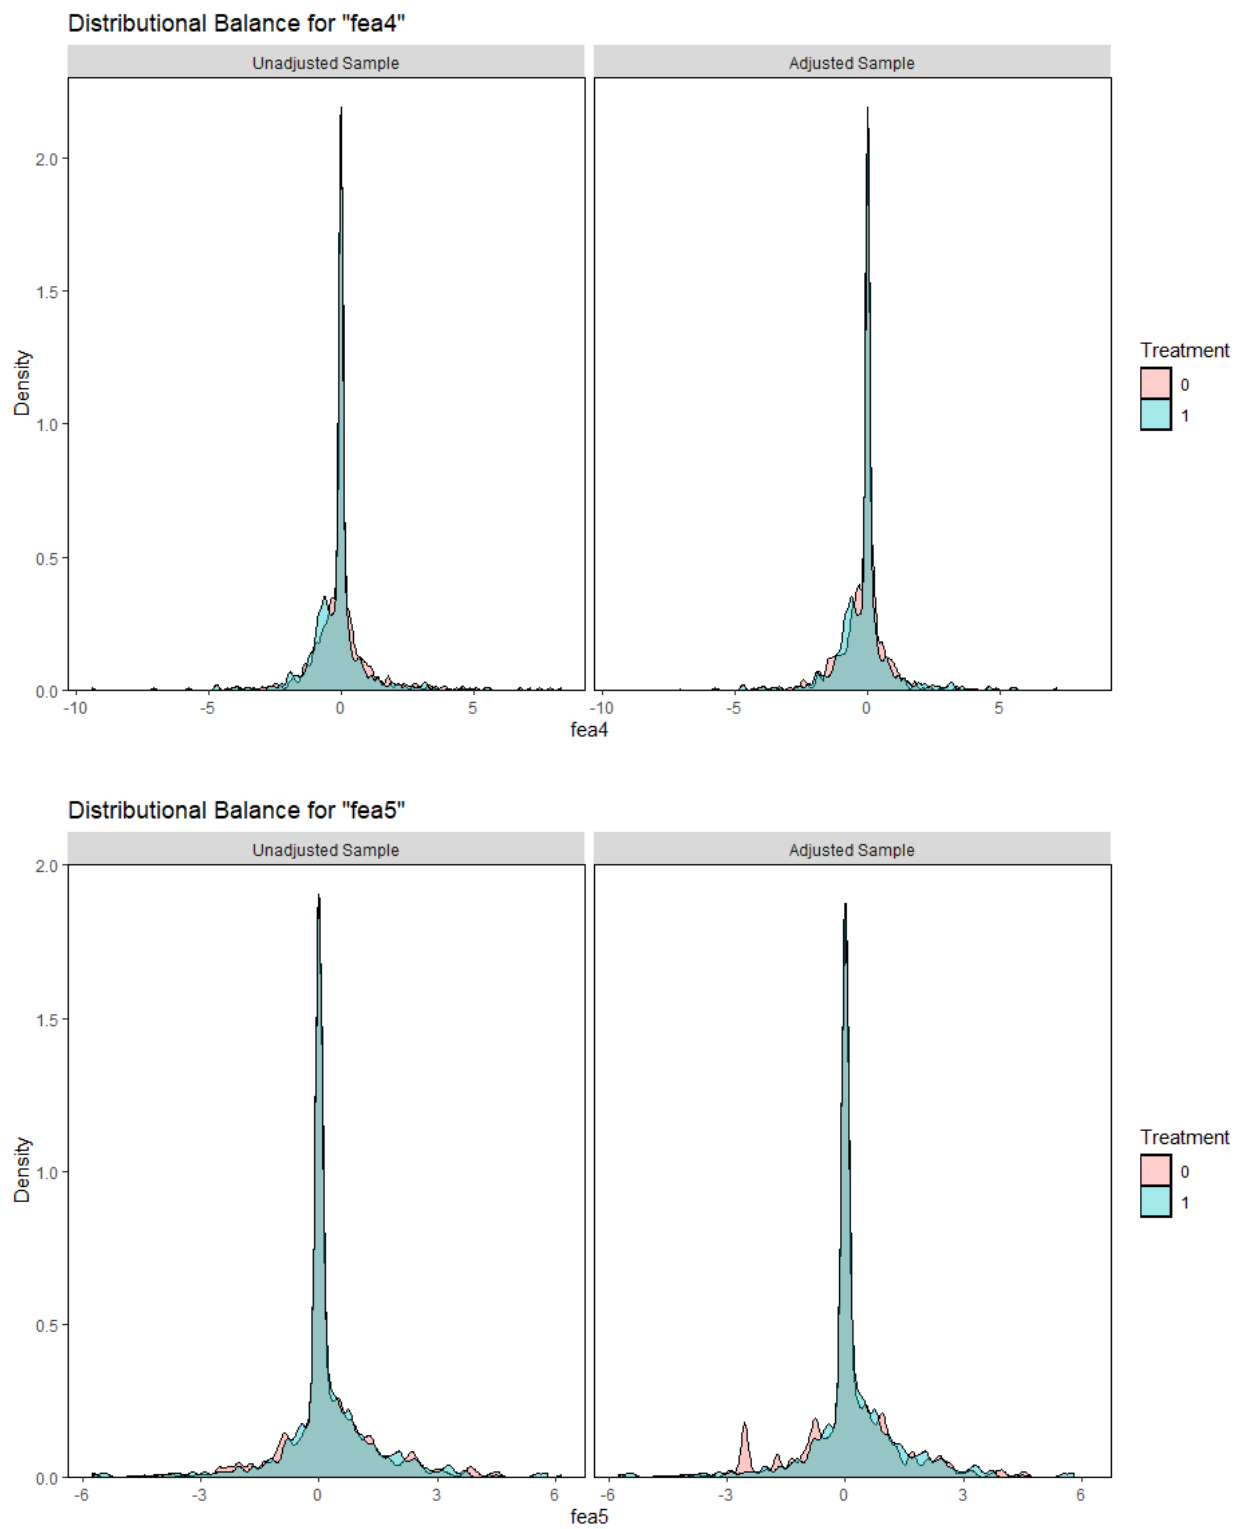 Distributional Balance for "fea4"
Unadjusted Sample
Adjusted Sample
Density
2.0
1.5
1.0
0.5
0.0
-10
-5
0
5
-10
-5
0
5
fea4
Treatment
0
1
Distributional Balance for "fea5"
Unadjusted Sample
Adjusted Sample
Density
2.0
1.5
1.0
0.5
0.0
-6
-3
0
3
6
-6
-3
0
3
6
fea5
Treatment
0
1